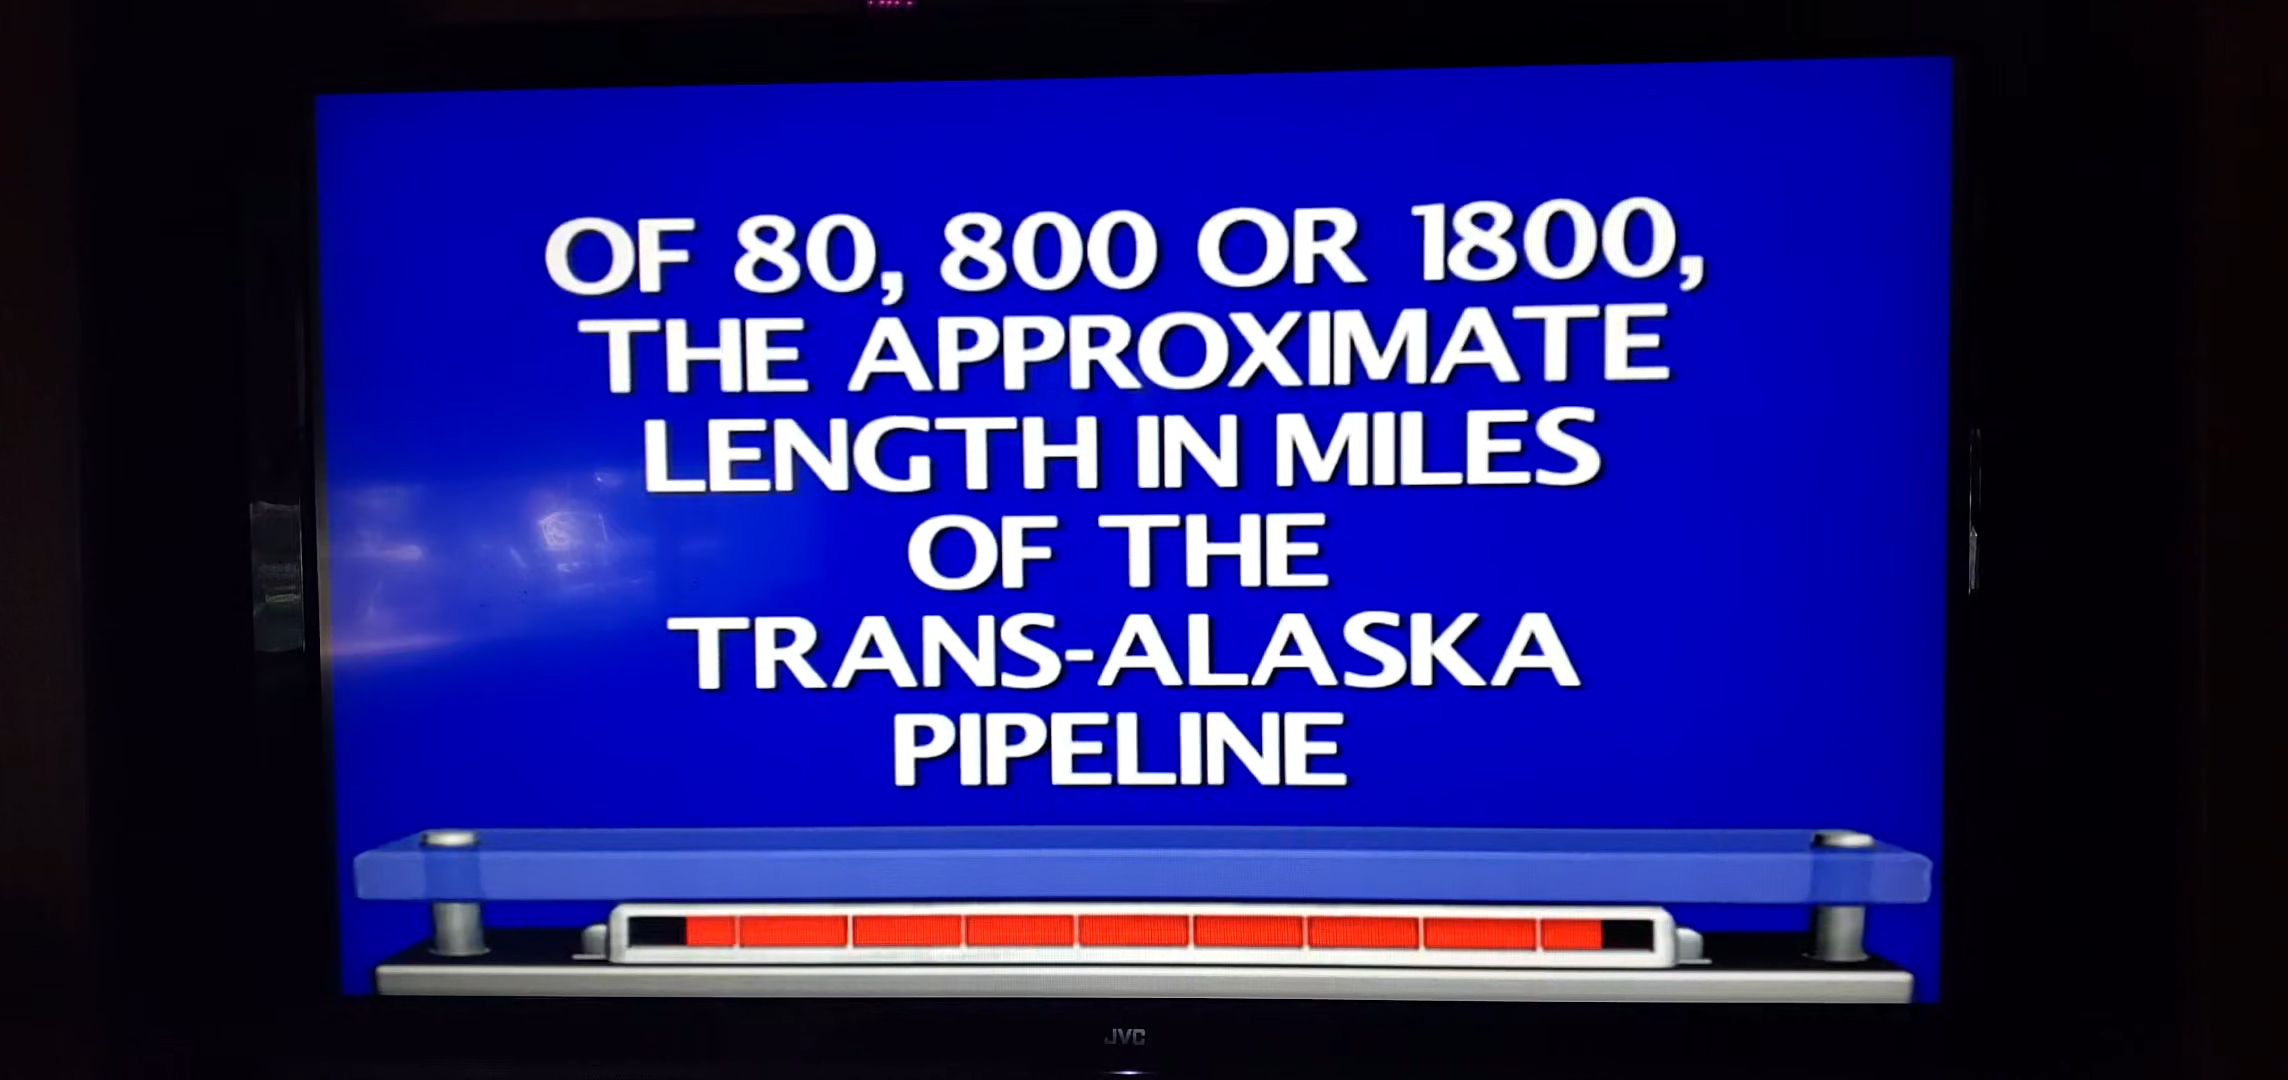 OF 80, 800 OR 1800,
THE APPROXIMATE
LENGTH IN MILES
OF THE
TRANS-ALASKA
PIPELINE
JVC